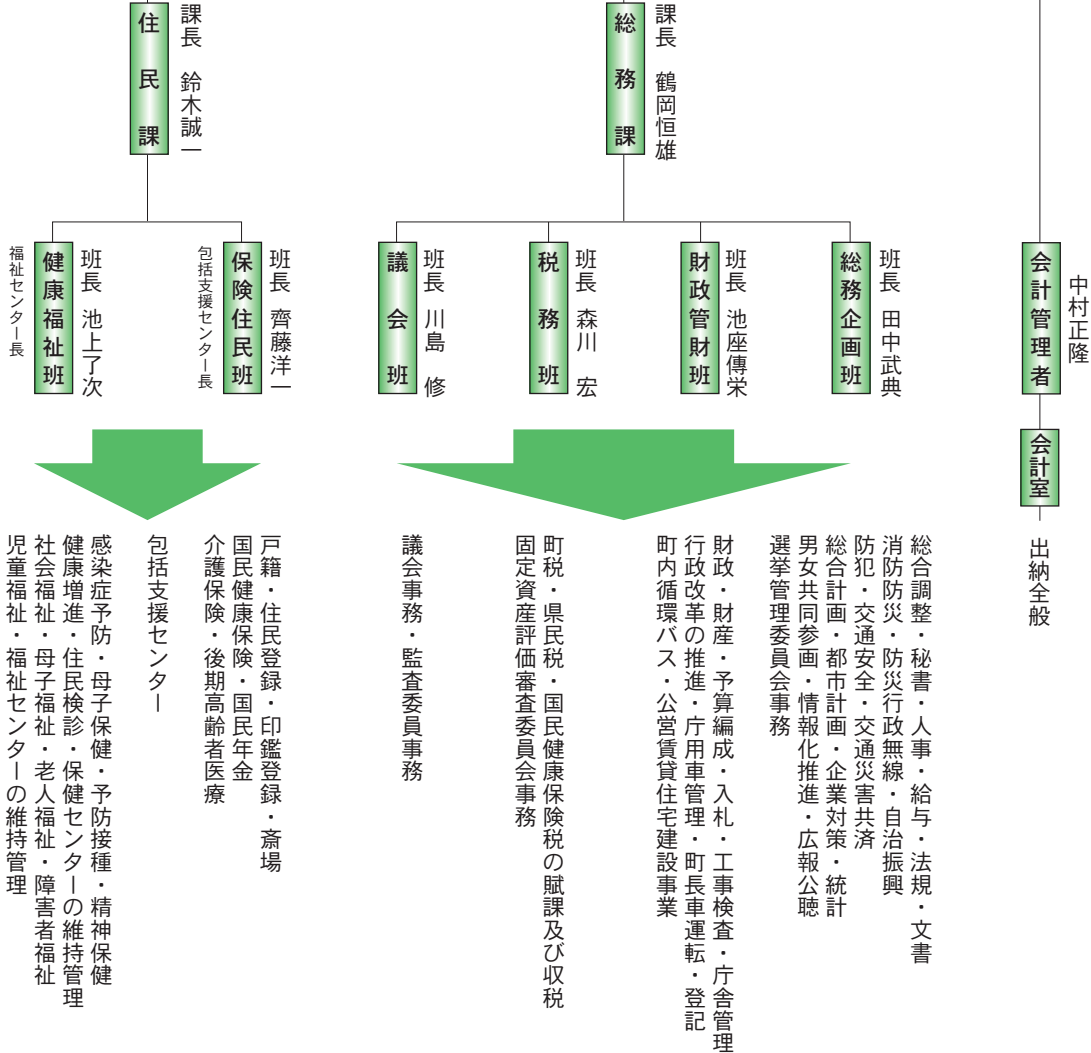 中村正隆
会計管理者
会計室
出納全般
課長　鶴岡恒雄
総務課
班長　田中武典
総務企画班
総合調整・秘書・人事・給与・法規・文書
消防防災・防災行政無線・自治振興
防犯・交通安全・交通災害共済
総合計画・都市計画・企業対策・統計
男女共同参画・情報化推進・広報公聴
選挙管理委員会事務
班長　池座傳栄
財政管財班
財政・財産・予算編成・入札・工事検査・庁舎管理
行政改革の推進・庁用車管理・町長車運転・登記
町内循環バス・公営賃貸住宅建設事業
班長　森川　宏
税務班
町税・県民税・国民健康保険税の賦課及び収税
固定資産評価審査委員会事務
班長　川島　修
議会班
議会事務・監査委員事務
課長　鈴木誠一
住民課
班長　齊藤洋一
保険住民班
包括支援センター長
戸籍・住民登録・印鑑登録・斎場
国民健康保険・国民年金
介護保険・後期高齢者医療
包括支援センター
班長　池上了次
健康福祉班
福祉センター長
感染症予防・母子保健・予防接種・精神保健
健康増進・住民検診・保健センターの維持管理
社会福祉・母子福祉・老人福祉・障害者福祉
児童福祉・福祉センターの維持管理